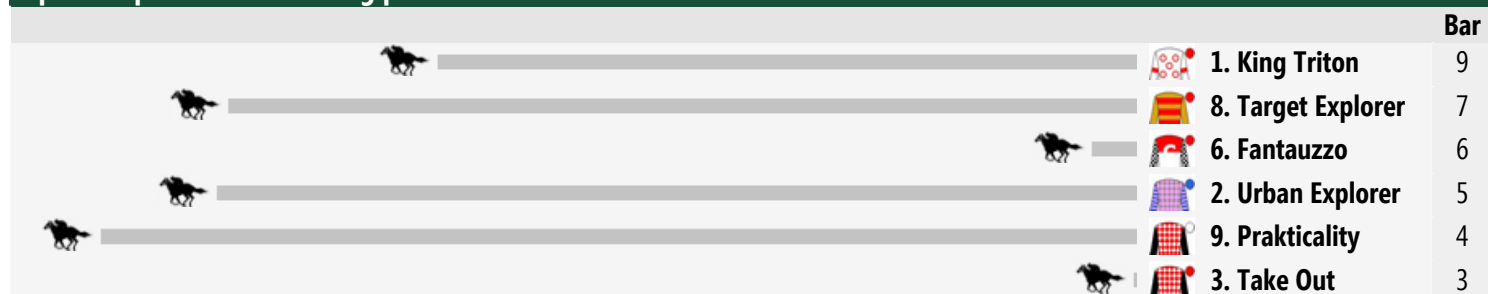 Bar
1. King Triton 9
8. Target Explorer 7
6. Fantauzzo 6
2. Urban Explorer 5
9. Prakticality 4
3. Take Out 3